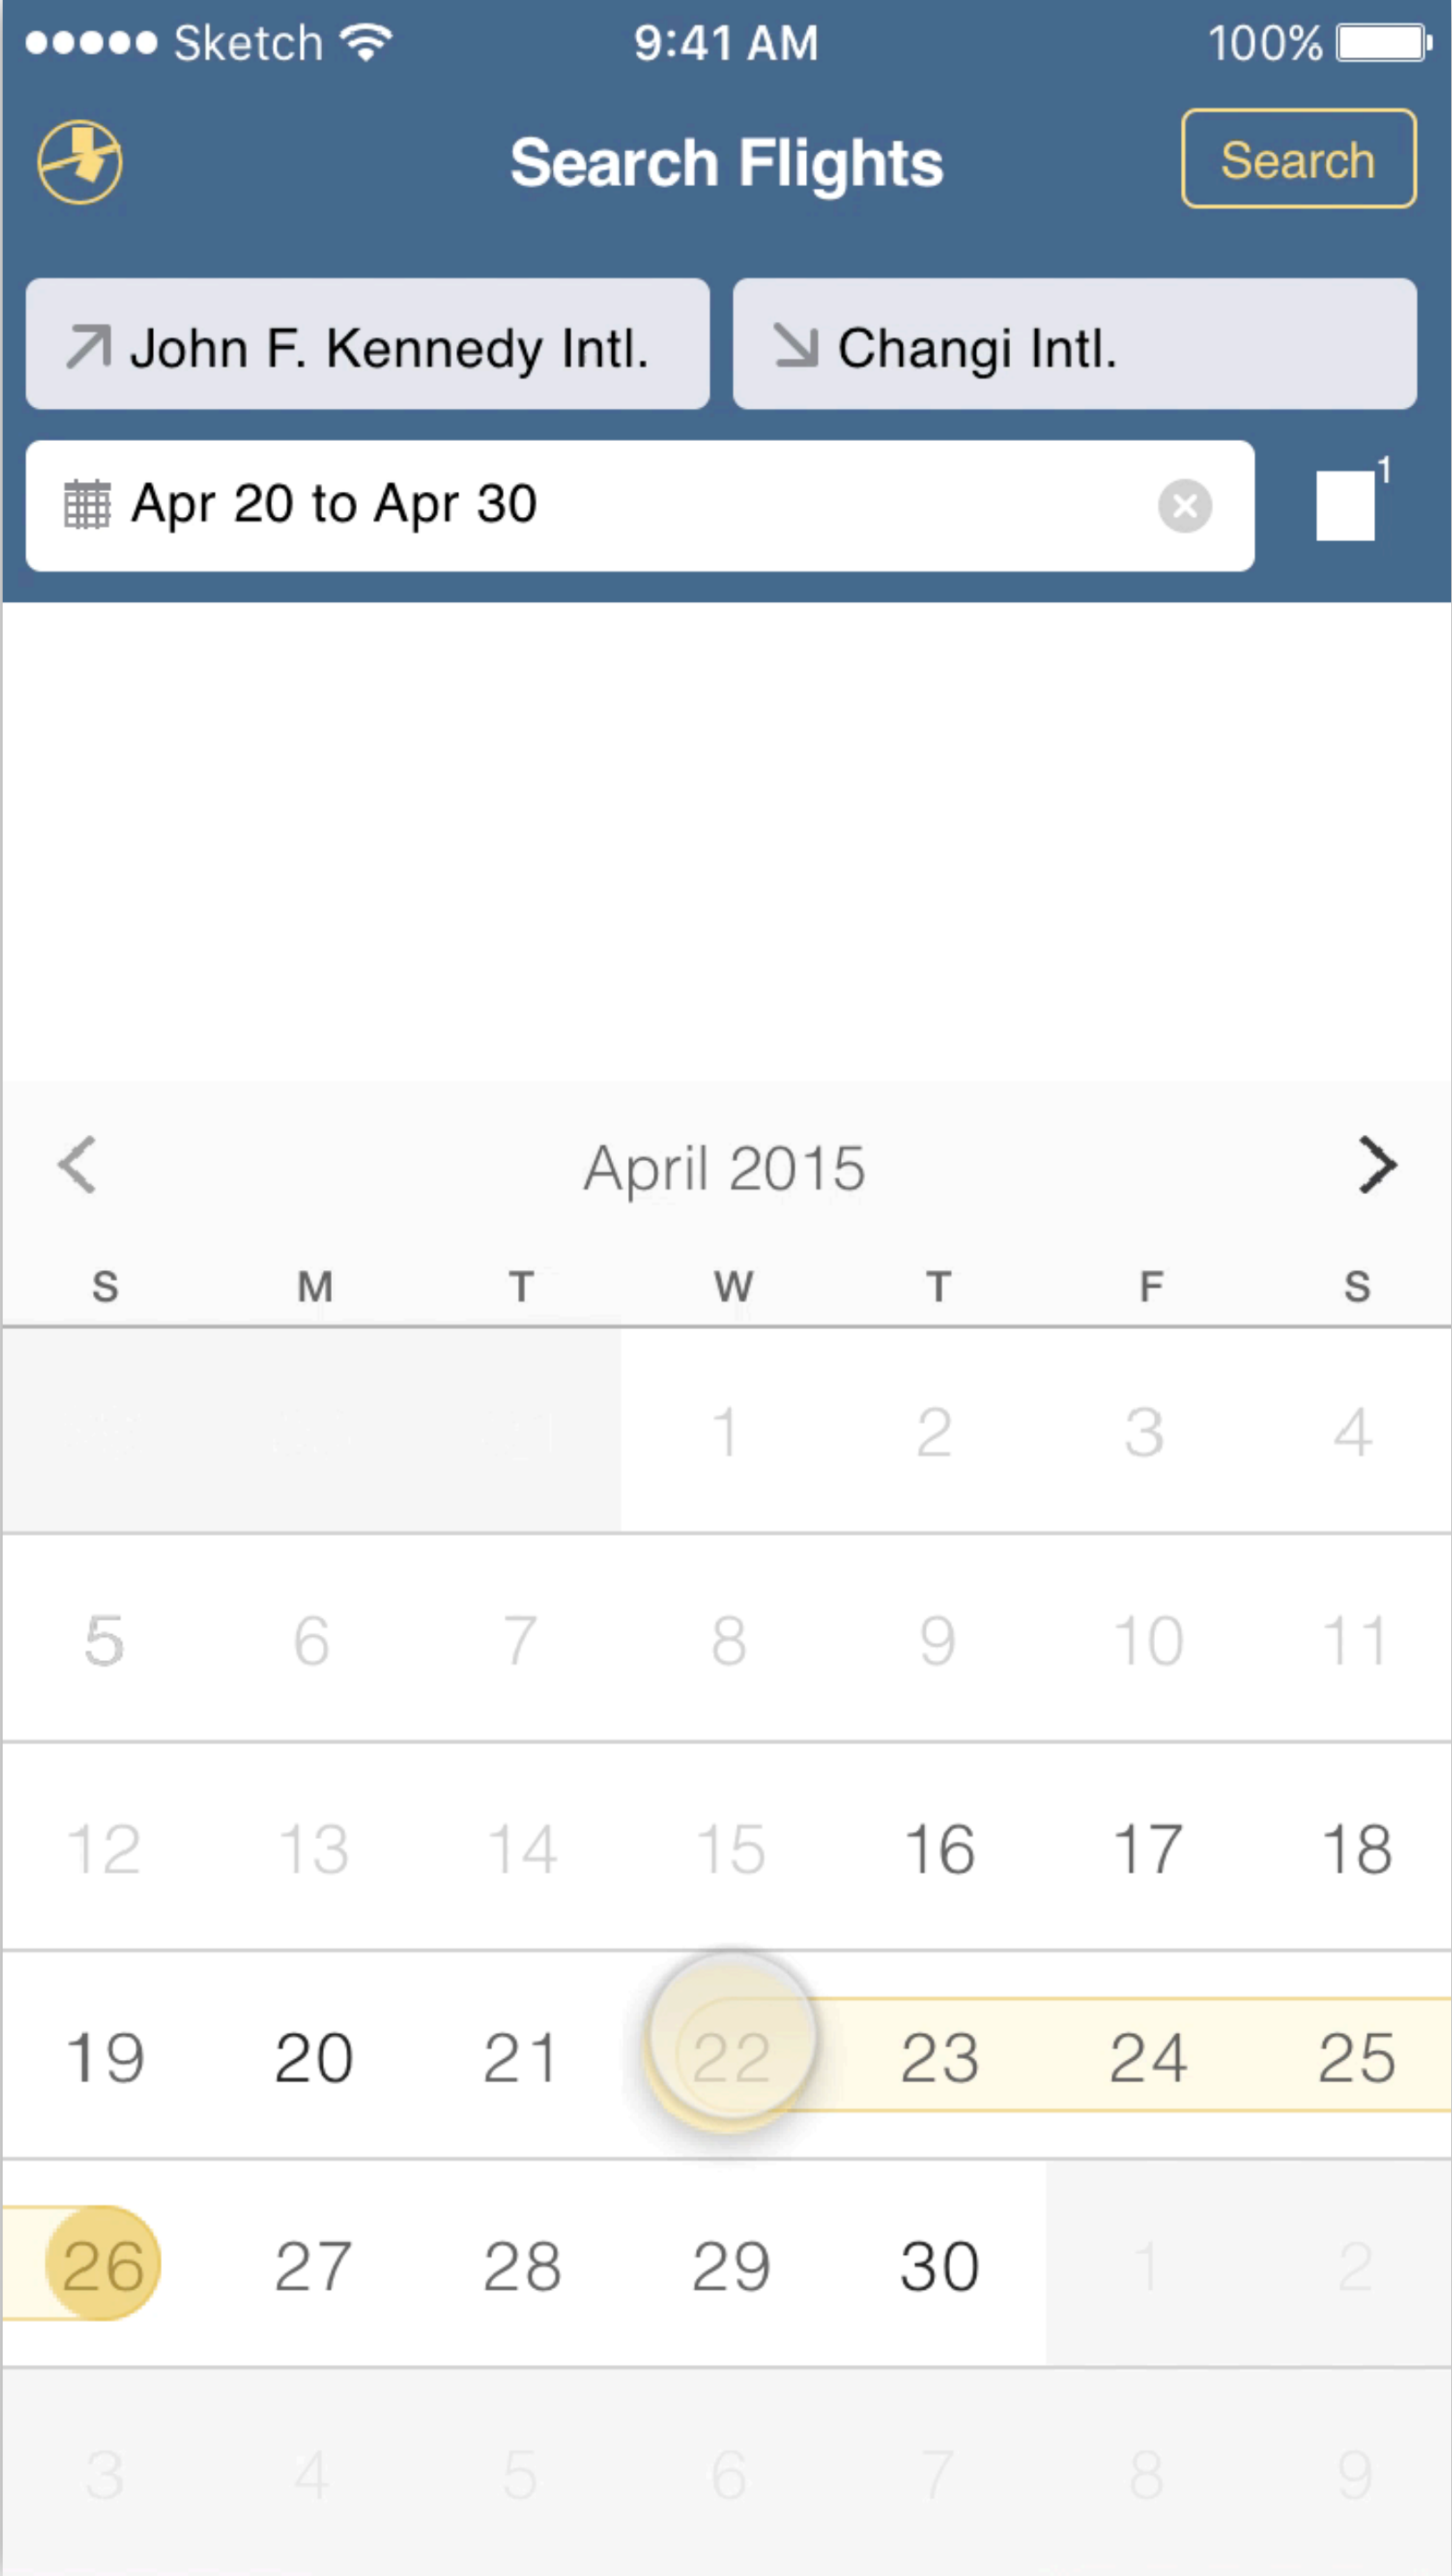 Sketch 9:41 AM 100%
Search Flights Search
John F. Kennedy Intl. Changi Intl.
Apr 20 to Apr 30 1
April 2015
S M T W T F S
1 2 3 4
5 6 7 8 9 10 11
12 13 14 15 16 17 18
19 20 21 22 23 24 25
26 27 28 29 30 1 2
3 4 5 6 7 8 9